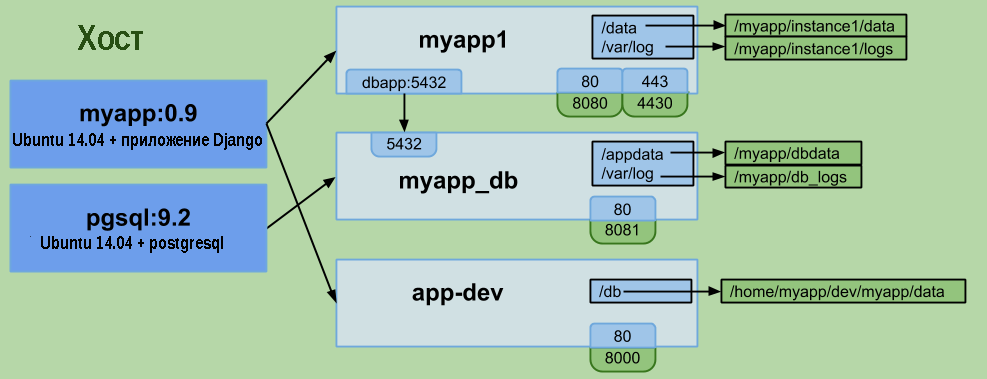 Хост
myapp:0.9
Ubuntu 14.04 + приложение Django
pgsql:9.2
Ubuntu 14.04 + postgresql
myapp1
/data
/var/log
/myapp/instance1/data
/myapp/instance1/logs
dbapp:5432
80
443
8080
4430
5432
myapp_db
/appdata
/var/log
/myapp/dbdata
/myapp/db_logs
80
8081
app-dev
/db
/home/myapp/dev/myapp/data
80
8000